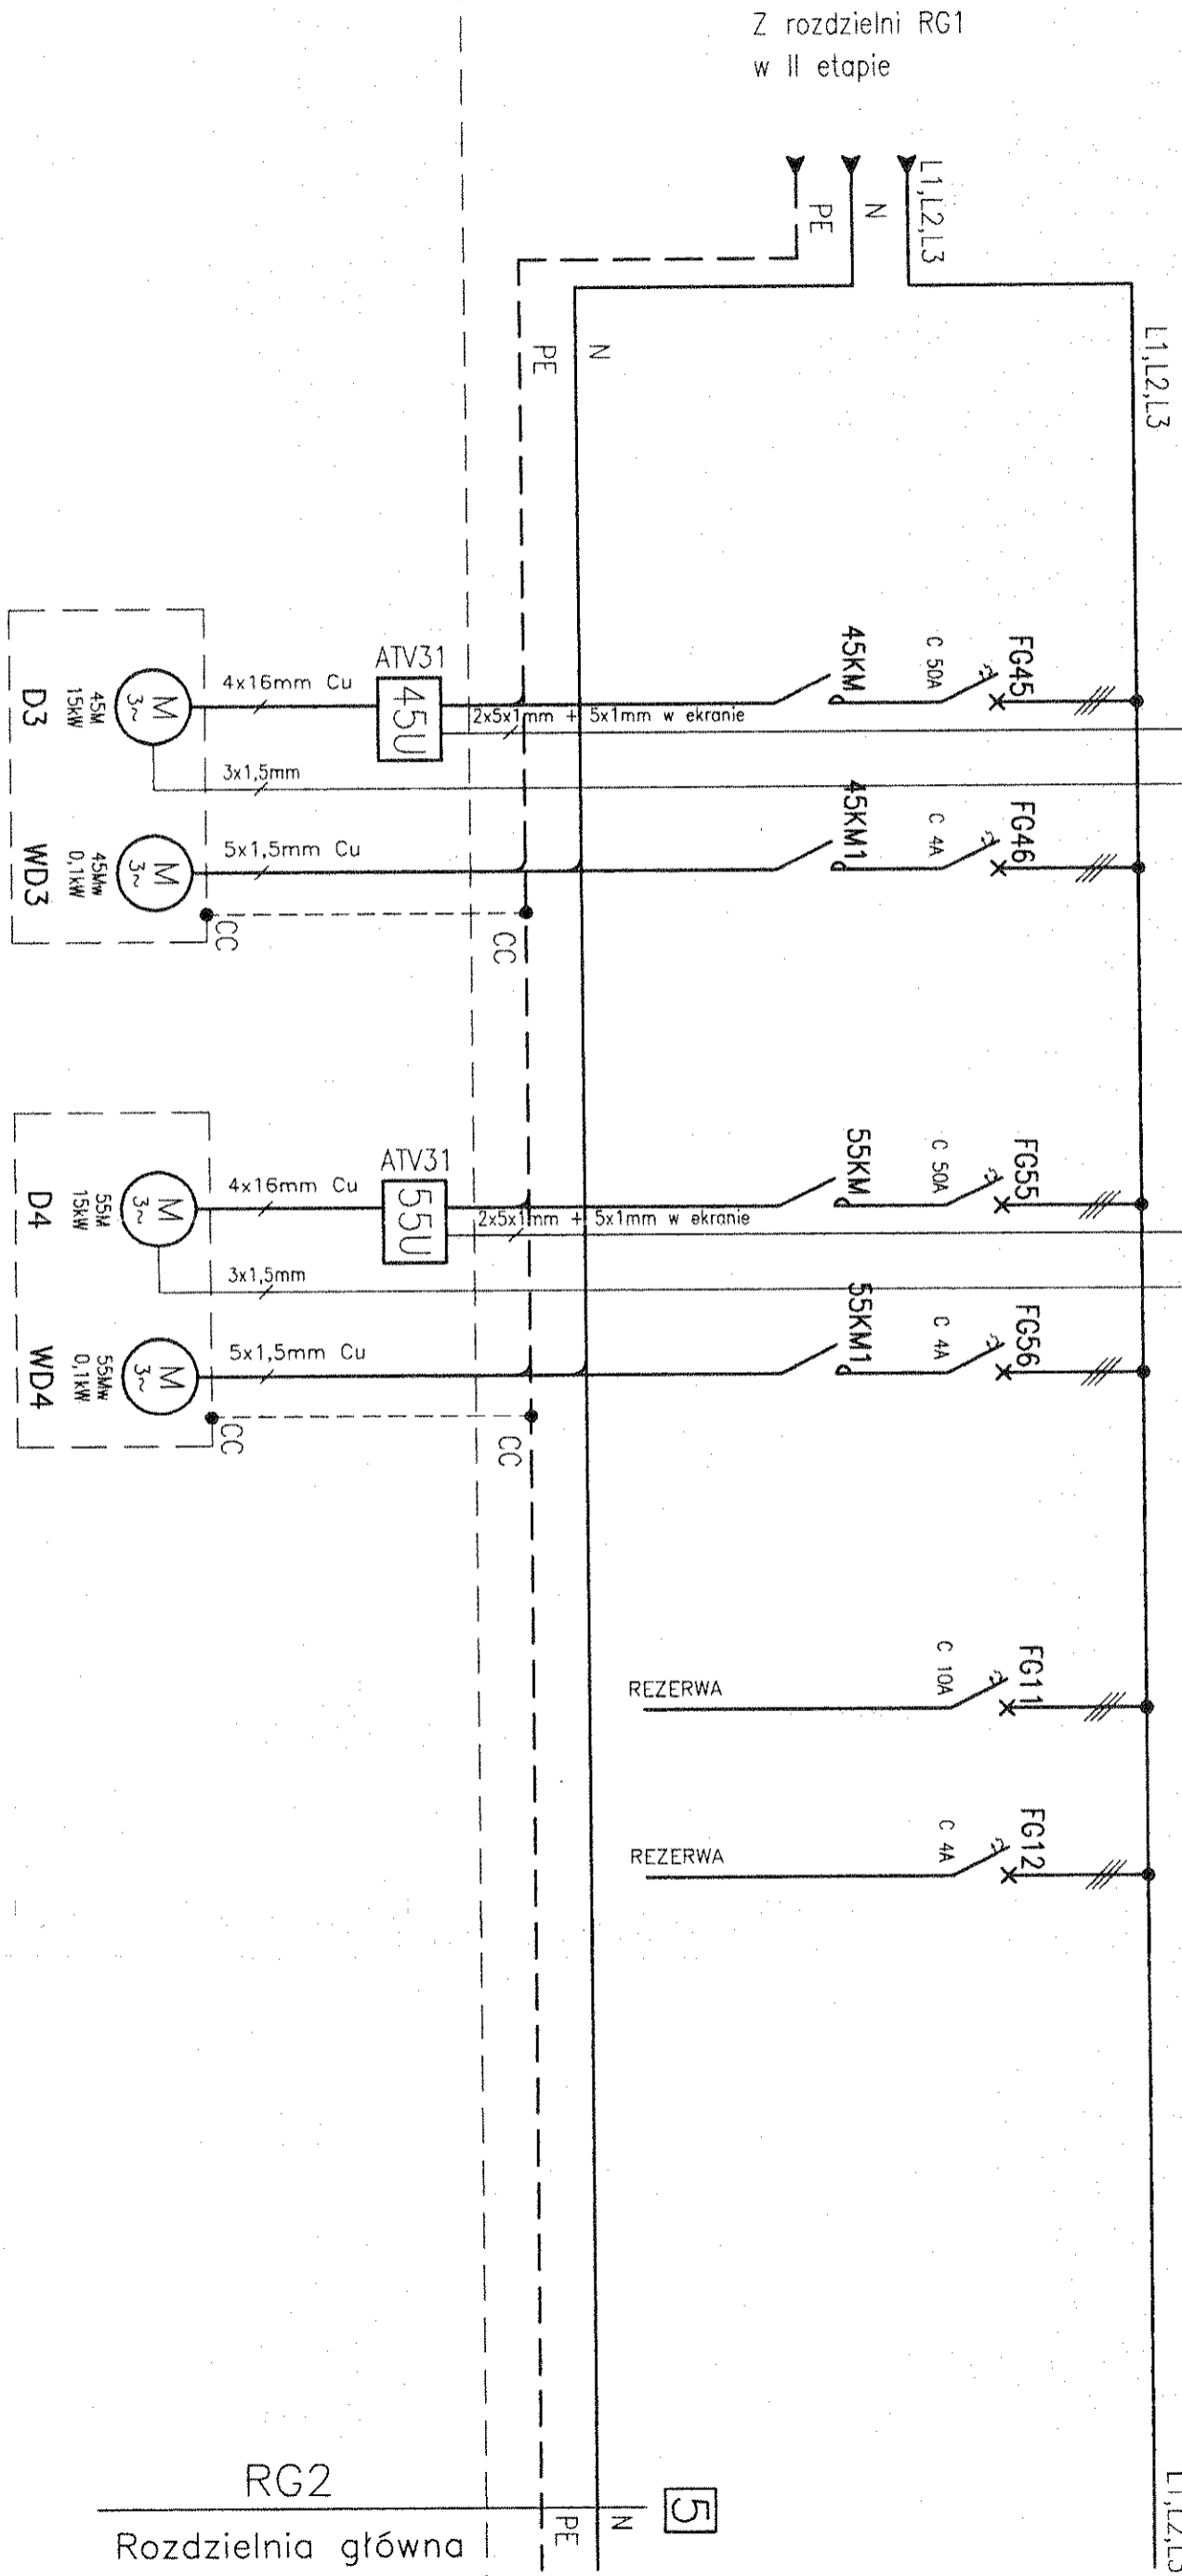 Z rozdzielni RG1
w II etapie
L1,L2,L3
N
PE
L1,L2,L3
N
PE
FG45
C 50A
45KM
ATV31
45U
4x16mm Cu
2x5x1mm + 5x1mm w ekranie
M
3~
45M
15kW
D3
3x1,5mm
FG46
C 4A
45KM1
5x1,5mm Cu
M
3~
45Mw
0,1kW
WD3
CC
CC
FG55
C 50A
55KM
ATV31
55U
4x16mm Cu
2x5x1mm + 5x1mm w ekranie
M
3~
55M
15kW
D4
3x1,5mm
FG56
C 4A
55KM1
5x1,5mm Cu
M
3~
55Mw
0,1kW
WD4
CC
CC
FG11
C 10A
REZERWA
FG12
C 4A
REZERWA
RG2
Rozdzielnia główna
5
N
PE
L1,L2,L3